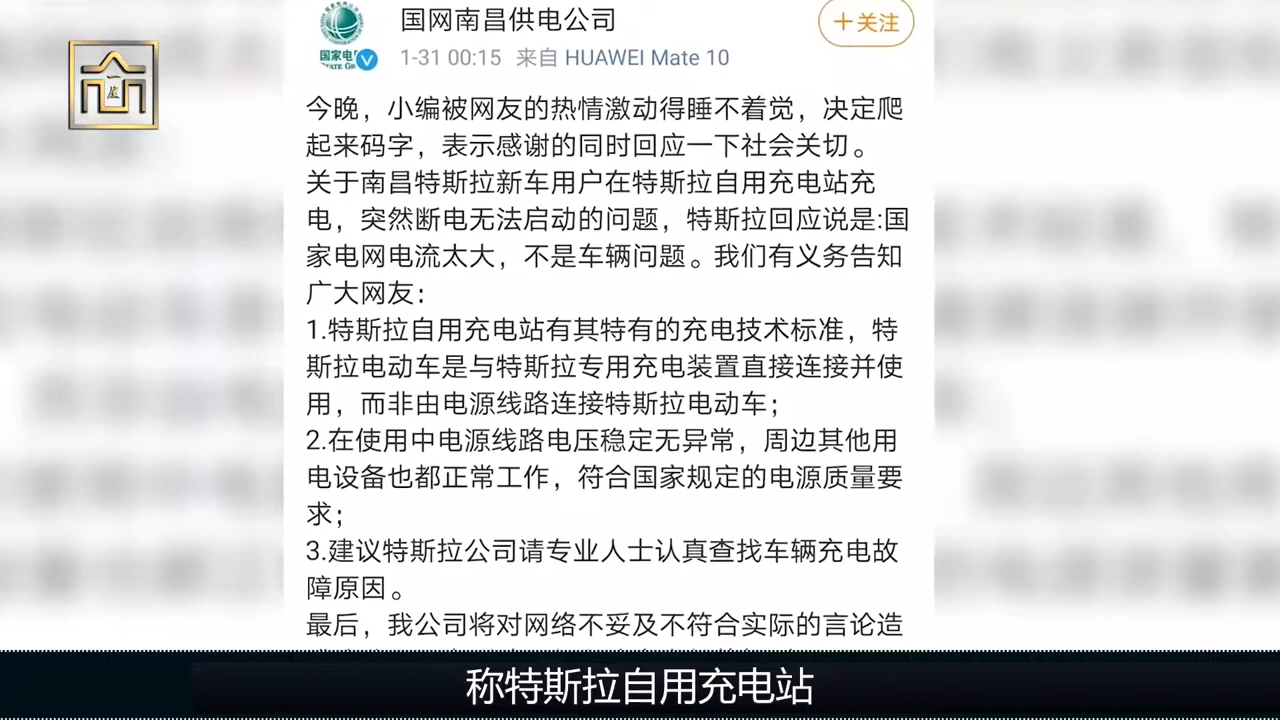 国网南昌供电公司
十关注
国家电
TATE GR
1-31 00:15 来自 HUAWEI Mate 10
今晚，小编被网友的热情激动得睡不着觉，决定爬
起来码字，表示感谢的同时回应一下社会关切。
关于南昌特斯拉新车用户在特斯拉自用充电站充
电，突然断电无法启动的问题，特斯拉回应说是:国
家电网电流太大，不是车辆问题。我们有义务告知
广大网友：
1.特斯拉自用充电站有其特有的充电技术标准，特
斯拉电动车是与特斯拉专用充电装置直接连接并使
用，而非由电源线路连接特斯拉电动车；
2.在使用中电源线路电压稳定无异常，周边其他用
电设备也都正常工作，符合国家规定的电源质量要
求；
3.建议特斯拉公司请专业人士认真查找车辆充电故
障原因。
最后，我公司将对网络不妥及不符合实际的言论造
称特斯拉自用充电站